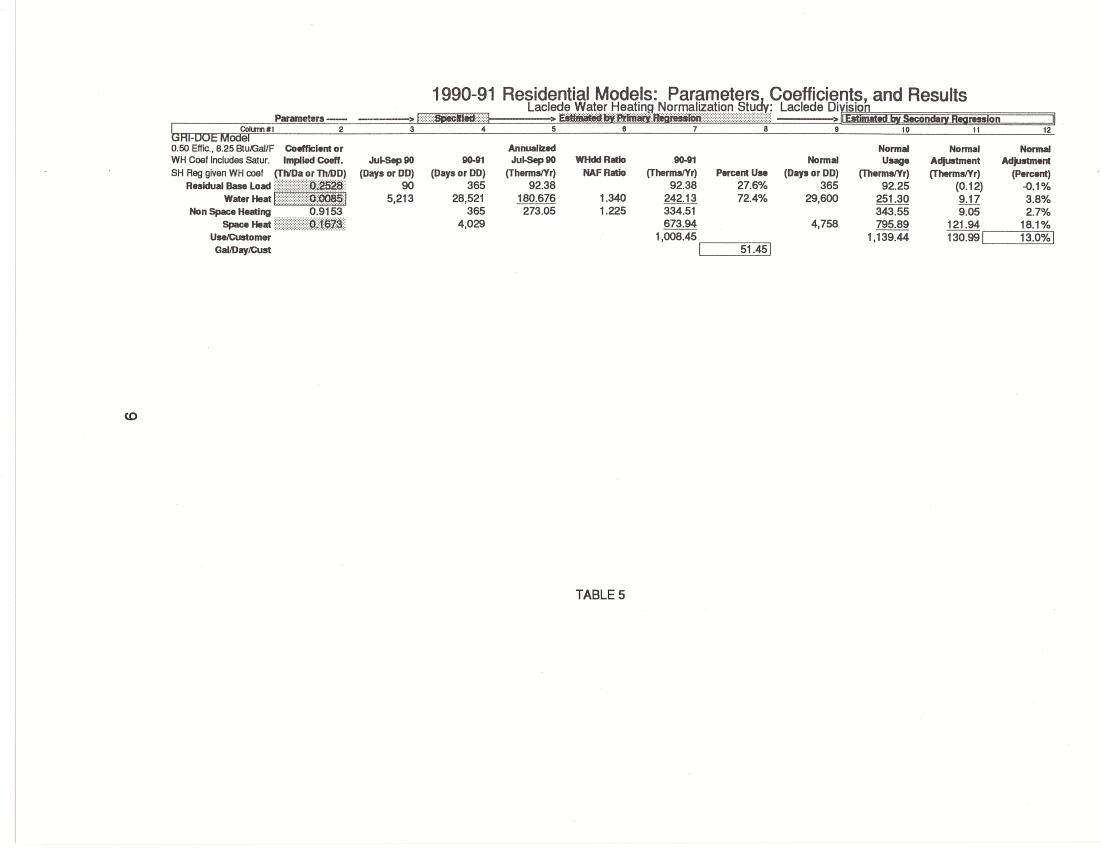 1990-91 Residential Models: Parameters, Coefficients, and Results
Laclede Water Heating Normalization Study: Laclede Division
Parameters ------ -----------> Specified -----------> Estimated by Primary Regression -----------> Estimated by Secondary Regression
Column #1 2 3 4 5 6 7 8 9 10 11 12
GRI-DOE Model
0.50 Effic., 8.25 Btu/Gal/F Coefficient or Annualized Normal Normal Normal
WH Coef Includes Satur. Implied Coeff. Jul-Sep 90 90-91 Jul-Sep 90 WHdd Ratio 90-91 Normal Usage Adjustment Adjustment
SH Reg given WH coef (Th/Da or Th/DD) (Days or DD) (Days or DD) (Therms/Yr) NAF Ratio (Therms/Yr) Percent Use (Days or DD) (Therms/Yr) (Therms/Yr) (Percent)
Residual Base Load 0.2528 90 365 92.38 92.38 27.6% 365 92.25 (0.12) -0.1%
Water Heat 0.0085 5,213 28,521 180.676 1.340 242.13 72.4% 29,600 251.30 9.17 3.8%
Non Space Heating 0.9153 365 273.05 1.225 334.51 343.55 9.05 2.7%
Space Heat 0.1673 4,029 673.94 4,758 795.89 121.94 18.1%
Use/Customer 1,008.45 1,139.44 130.99 13.0%
Gal/Day/Cust 51.45
6
TABLE 5